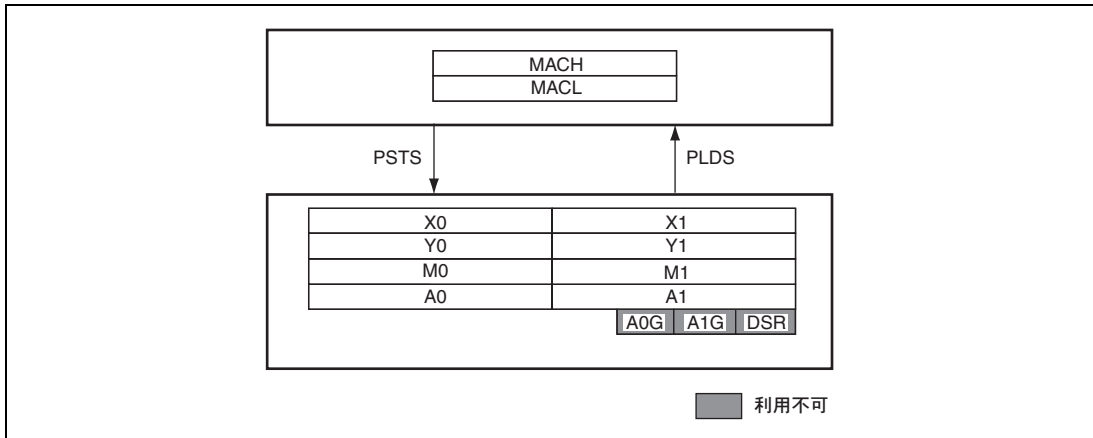 MACH
MACL
PSTS PLDS
X0 X1
Y0 Y1
M0 M1
A0 A1
A0G A1G DSR
利用不可